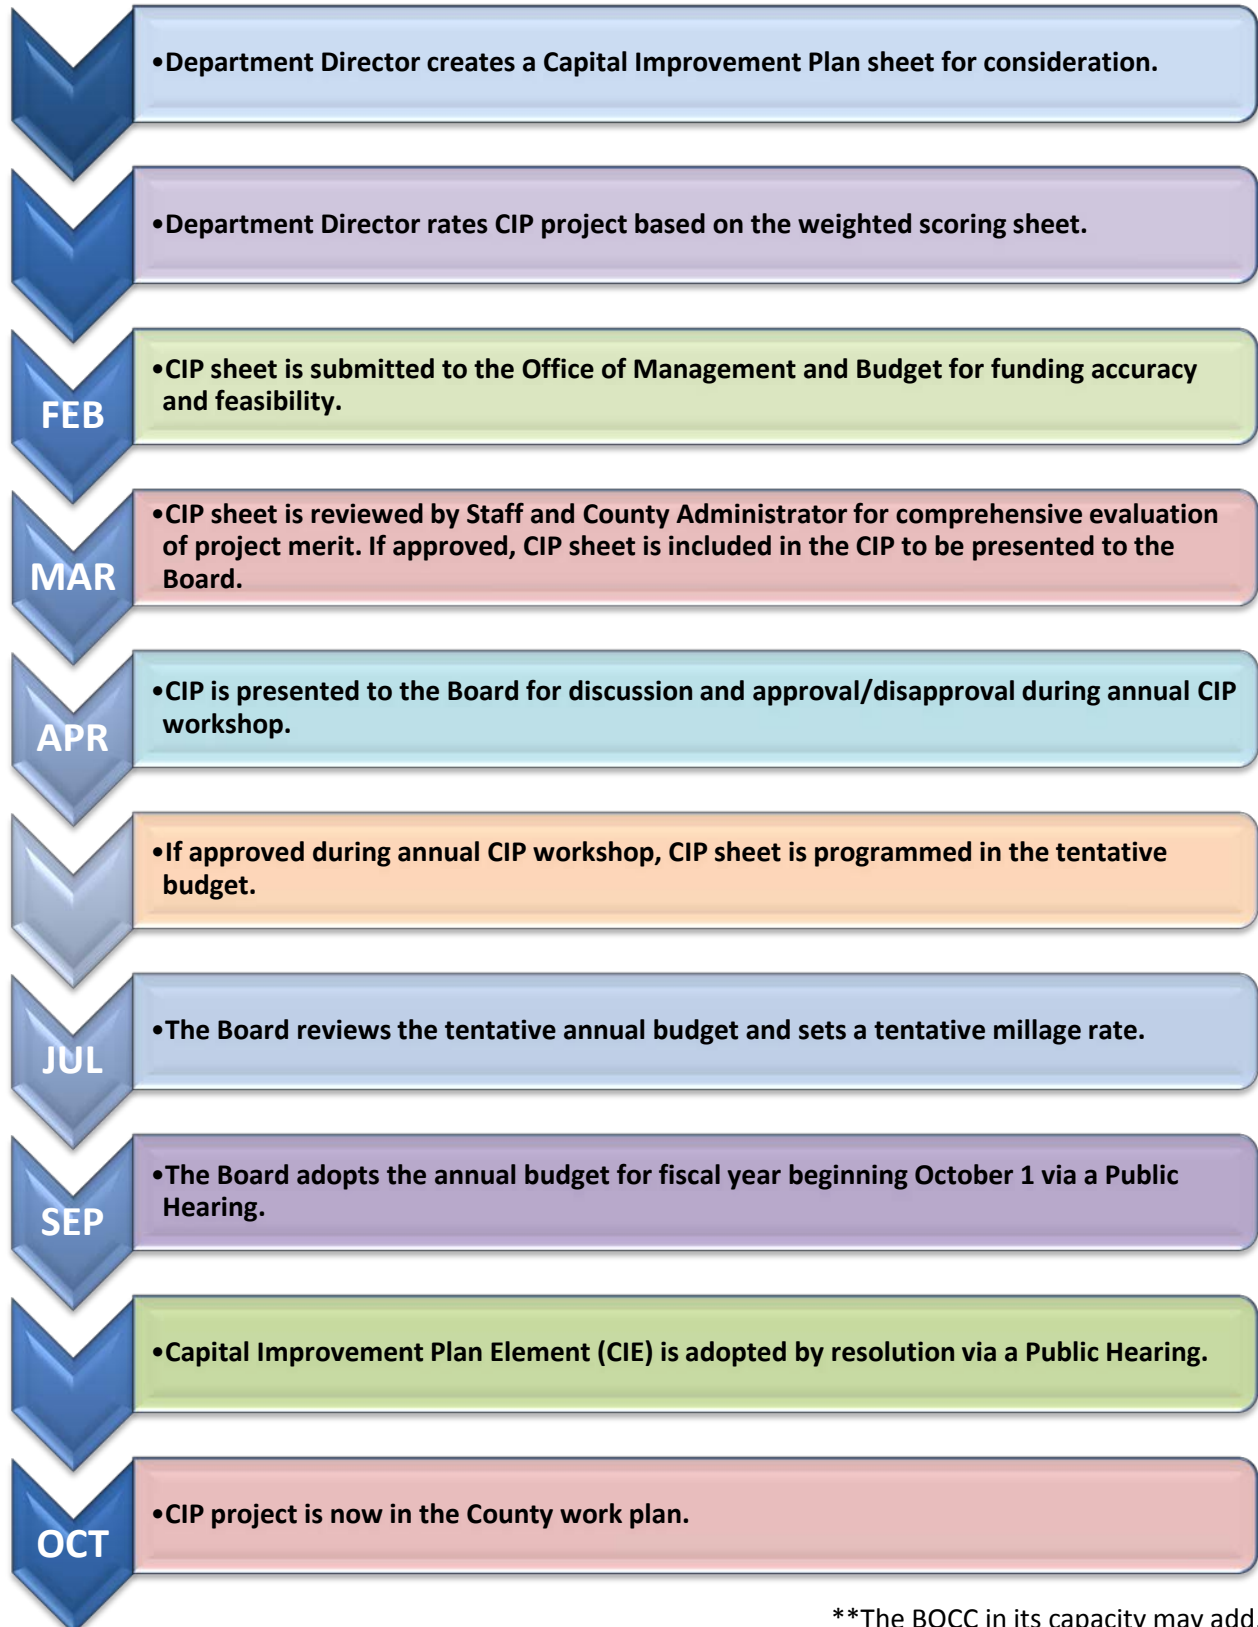 •Department Director creates a Capital Improvement Plan sheet for consideration.
•Department Director rates CIP project based on the weighted scoring sheet.
FEB
•CIP sheet is submitted to the Office of Management and Budget for funding accuracy
and feasibility.
MAR
•CIP sheet is reviewed by Staff and County Administrator for comprehensive evaluation
of project merit. If approved, CIP sheet is included in the CIP to be presented to the
Board.
APR
•CIP is presented to the Board for discussion and approval/disapproval during annual CIP
workshop.
•If approved during annual CIP workshop, CIP sheet is programmed in the tentative
budget.
JUL
•The Board reviews the tentative annual budget and sets a tentative millage rate.
SEP
•The Board adopts the annual budget for fiscal year beginning October 1 via a Public
Hearing.
•Capital Improvement Plan Element (CIE) is adopted by resolution via a Public Hearing.
OCT
•CIP project is now in the County work plan.
**The BOCC in its capacity may add